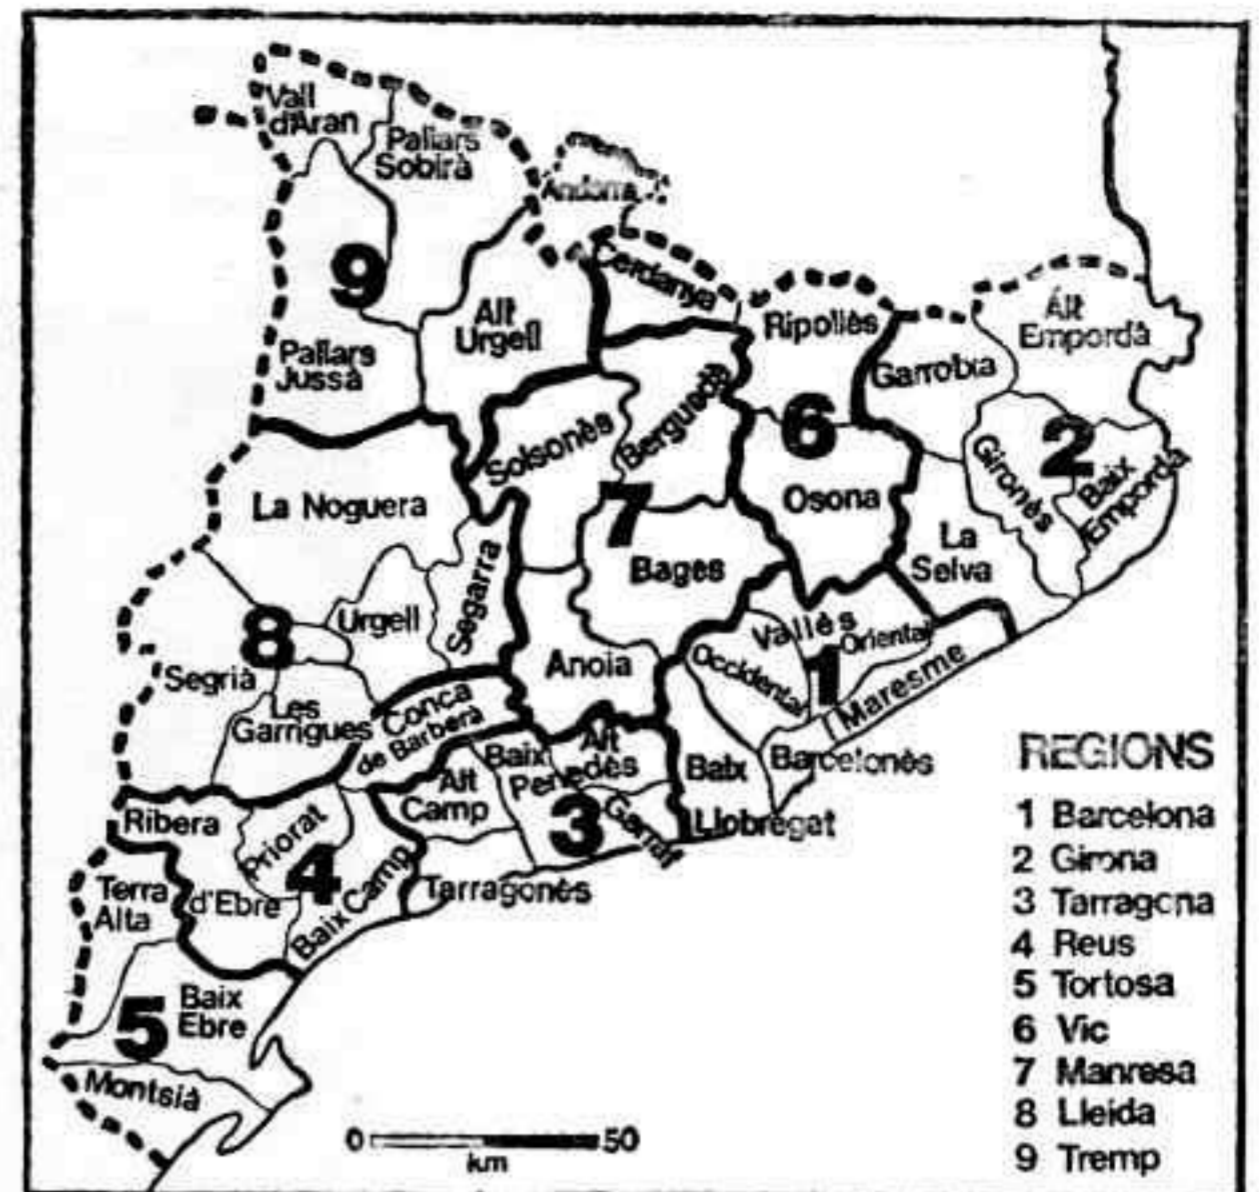 Vall
d'Aran
Pallars
Sobirà
Andorra
9
Cerdanya
Alt
Urgell
Ripollès
Alt
Empordà
Pallars
Jussà
Garrotxa
Berguedà
6
2
Solsonès
Gironès
Baix
Empordà
La Noguera
7
Osona
La
Selva
Bages
Segarra
Urgell
8
Vallès
Oriental
Occidental
1
Anoia
Maresme
Segrià
Les
Garrigues
Conca
de Barberà
Baix
Penedès
Alt
Barcelonès
Baix
Llobregat
Alt
Camp
3
Garraf
Ribera
d'Ebre
Priorat
4
Baix Camp
Tarragonès
Terra
Alta
5
Baix
Ebre
Montsià
0 50
km
REGIONS
1 Barcelona
2 Girona
3 Tarragona
4 Reus
5 Tortosa
6 Vic
7 Manresa
8 Lleida
9 Tremp